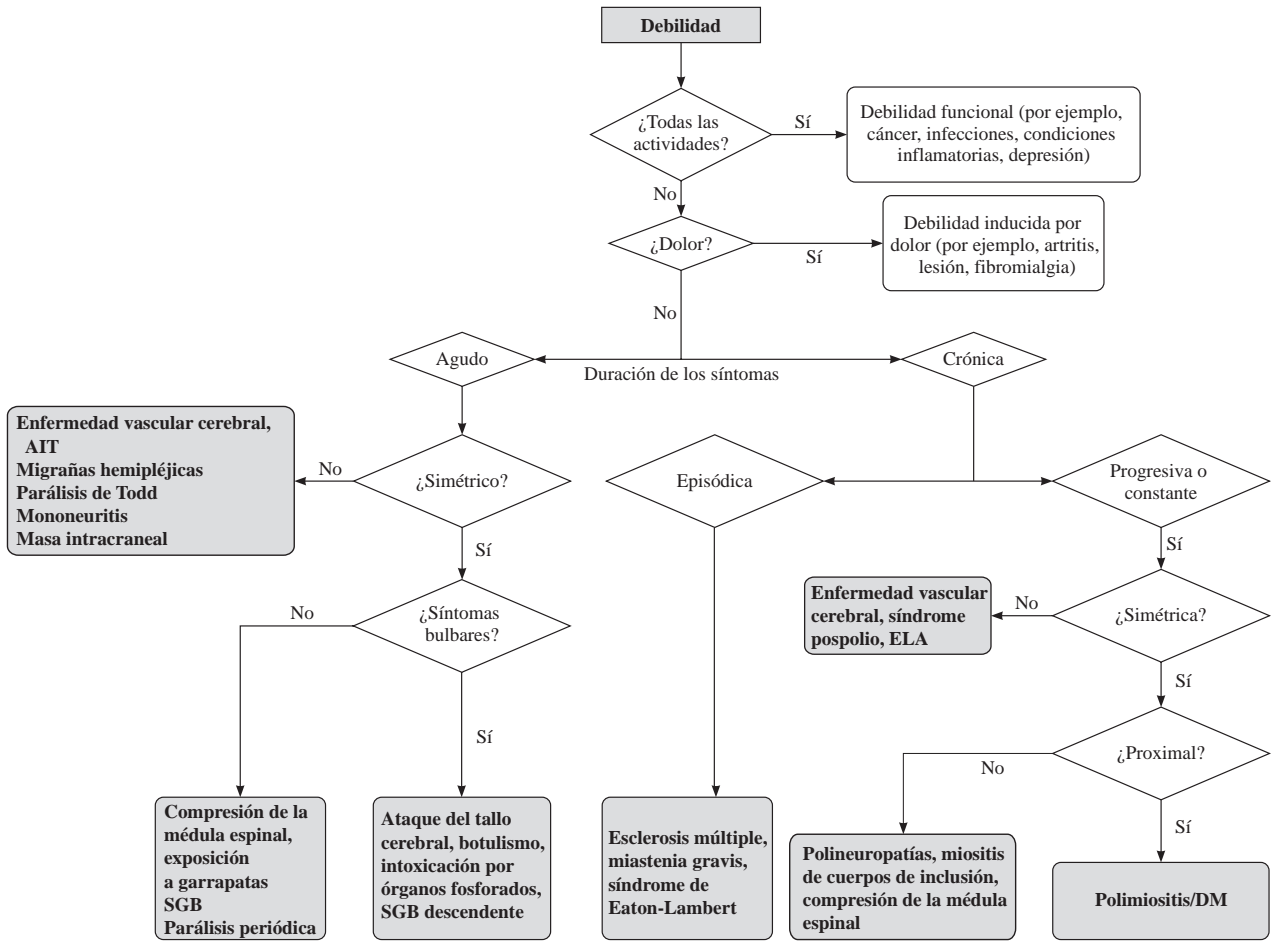 Debilidad
¿Todas las
actividades?
Sí
Debilidad funcional (por ejemplo,
cáncer, infecciones, condiciones
inflamatorias, depresión)
No
¿Dolor?
Sí
Debilidad inducida por
dolor (por ejemplo, artritis,
lesión, fibromialgia)
No
Agudo
Duración de los síntomas
Crónica
Enfermedad vascular cerebral,
AIT
Migrañas hemipléjicas
Parálisis de Todd
Mononeuritis
Masa intracraneal
No
¿Simétrico?
Episódica
Progresiva o
constante
Sí
Sí
Enfermedad vascular
cerebral, síndrome
pospolio, ELA
No
¿Simétrica?
No
¿Síntomas
bulbares?
Sí
Sí
¿Proximal?
No
Sí
Compresión de la
médula espinal,
exposición
a garrapatas
SGB
Parálisis periódica
Ataque del tallo
cerebral, botulismo,
intoxicación por
órganos fosforados,
SGB descendente
Esclerosis múltiple,
miastenia gravis,
síndrome de
Eaton-Lambert
Polineuropatías, miositis
de cuerpos de inclusión,
compresión de la médula
espinal
Polimiositis/DM